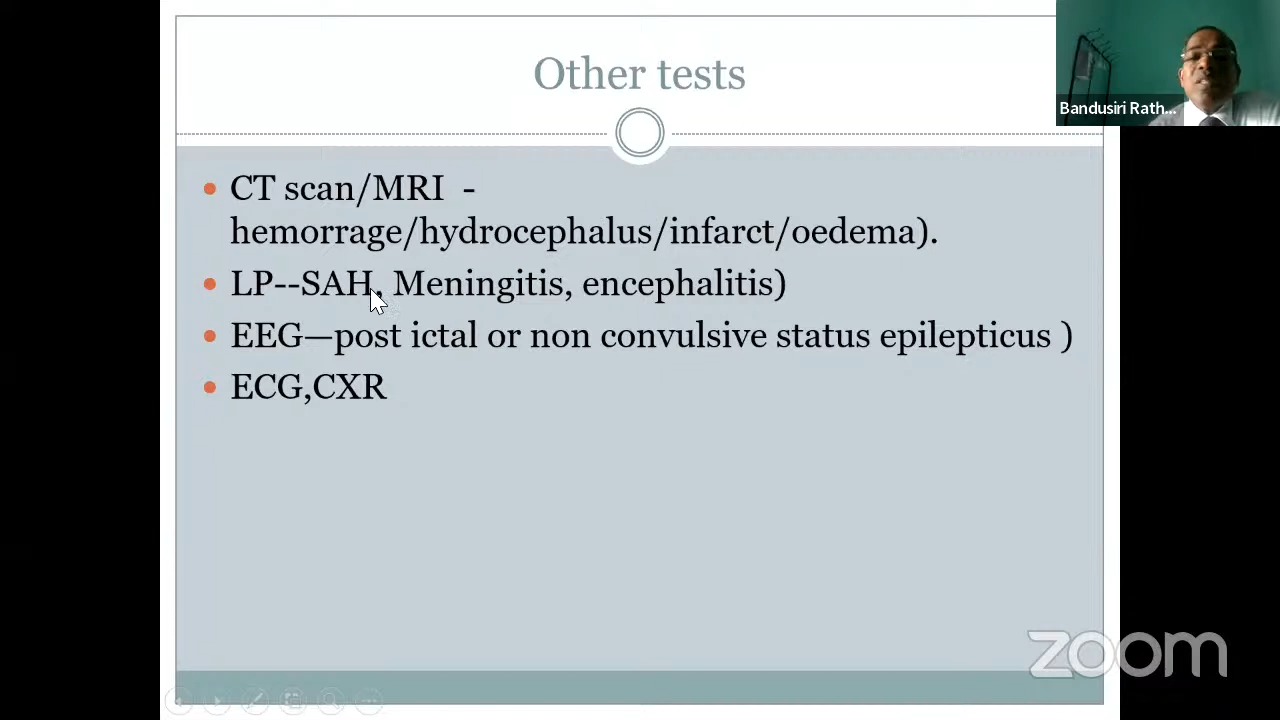 Other tests
Bandusiri Rath...
CT scan/MRI -
hemorrage/hydrocephalus/infarct/oedema).
LP--SAH, Meningitis, encephalitis)
EEG—post ictal or non convulsive status epilepticus )
ECG,CXR
zoom